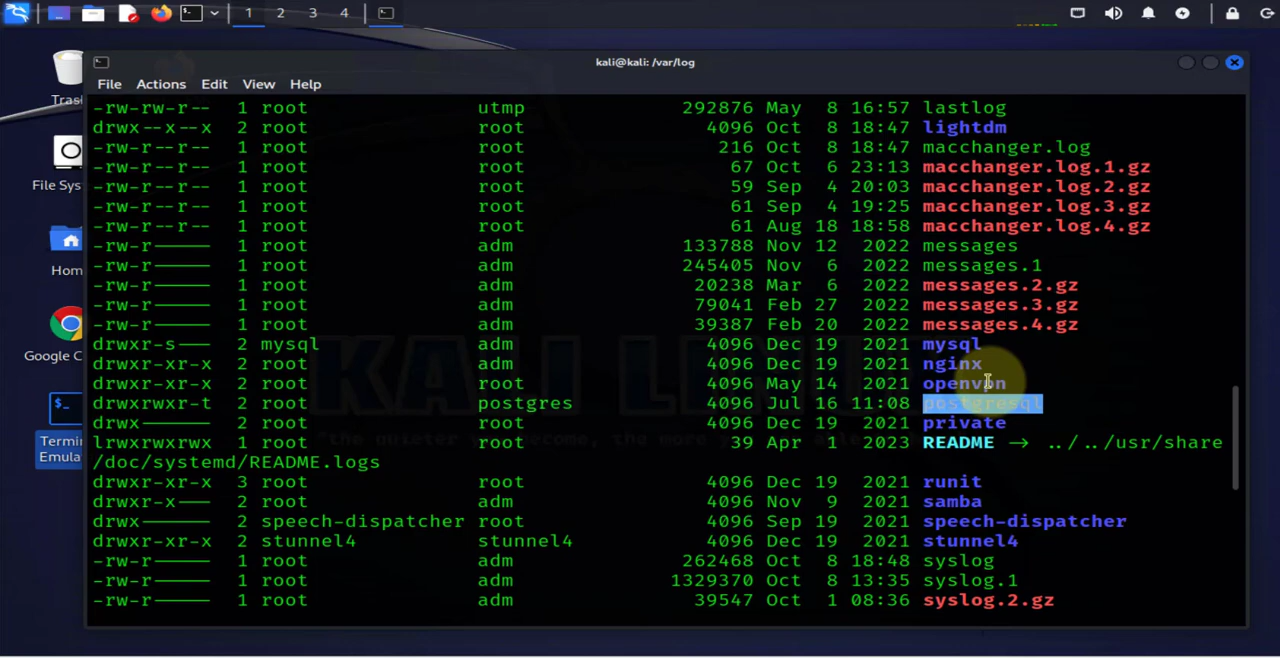 1 2 3 4
kali@kali: /var/log
File Actions Edit View Help
Tras
File Sys
Hom
Google C
Termin
Emula
-rw-rw-r-- 1 root utmp 292876 May 8 16:57 lastlog
drwx--x--x 2 root root 4096 Oct 8 18:47 lightdm
-rw-r--r-- 1 root root 216 Oct 8 18:47 macchanger.log
-rw-r--r-- 1 root root 67 Oct 6 23:13 macchanger.log.1.gz
-rw-r--r-- 1 root root 59 Sep 4 20:03 macchanger.log.2.gz
-rw-r--r-- 1 root root 61 Sep 4 19:25 macchanger.log.3.gz
-rw-r--r-- 1 root root 61 Aug 18 18:58 macchanger.log.4.gz
-rw-r----- 1 root adm 133788 Nov 12 2022 messages
-rw-r----- 1 root adm 245405 Nov 6 2022 messages.1
-rw-r----- 1 root adm 20238 Mar 6 2022 messages.2.gz
-rw-r----- 1 root adm 79041 Feb 27 2022 messages.3.gz
-rw-r----- 1 root adm 39387 Feb 20 2022 messages.4.gz
drwxr-s--- 2 mysql adm 4096 Dec 19 2021 mysql
drwxr-xr-x 2 root adm 4096 Dec 19 2021 nginx
drwxr-xr-x 2 root root 4096 May 14 2021 openvpn
drwxrwxr-t 2 root postgres 4096 Jul 16 11:08 postgresql
drwx------ 2 root root 4096 Dec 19 2021 private
lrwxrwxrwx 1 root root 39 Apr 1 2023 README → ../../usr/share
/doc/systemd/README.logs
drwxr-xr-x 3 root root 4096 Dec 19 2021 runit
drwxr-x--- 2 root adm 4096 Nov 9 2021 samba
drwx------ 2 speech-dispatcher root 4096 Sep 19 2021 speech-dispatcher
drwxr-xr-x 2 stunnel4 stunnel4 4096 Dec 19 2021 stunnel4
-rw-r----- 1 root adm 262468 Oct 8 18:48 syslog
-rw-r----- 1 root adm 1329370 Oct 8 13:35 syslog.1
-rw-r----- 1 root adm 39547 Oct 1 08:36 syslog.2.gz
KALI LINU